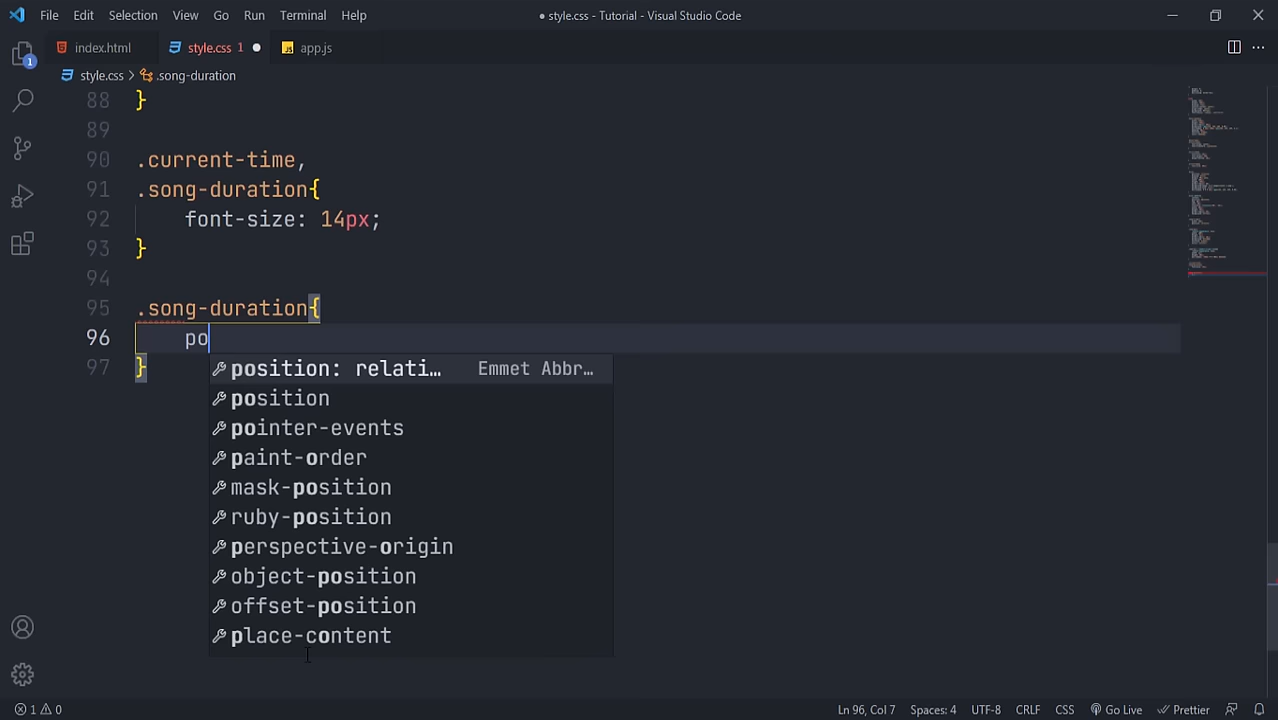 File Edit Selection View Go Run Terminal Help ● style.css - Tutorial - Visual Studio Code
index.html style.css 1 ● JS app.js
style.css > .song-duration
1
88 }
89
90 .current-time,
91 .song-duration{
92 font-size: 14px;
93 }
94
95 .song-duration{
96 po
97 }
position: relati… Emmet Abbr…
position
pointer-events
paint-order
mask-position
ruby-position
perspective-origin
object-position
offset-position
place-content
1 0 Ln 96, Col 7 Spaces: 4 UTF-8 CRLF CSS Go Live Prettier